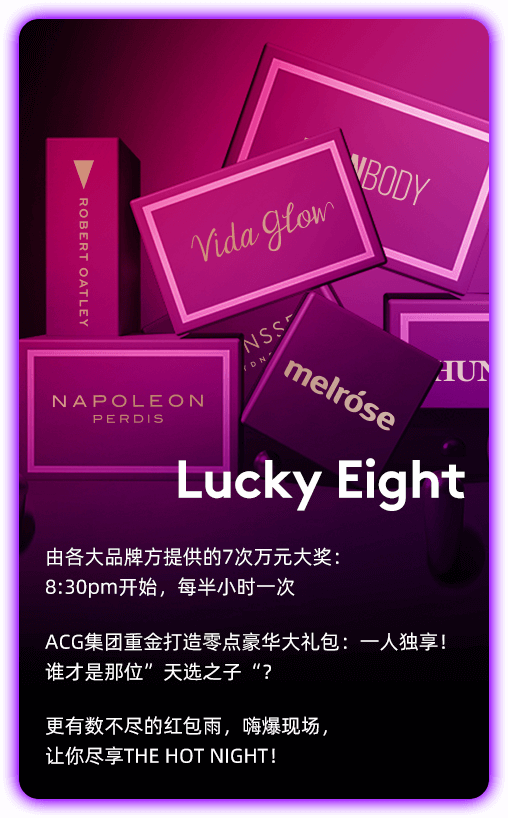 BODY
Vida Glow
ROBERT OATLEY
NAPOLEON
PERDIS
melrose
HUN
Lucky Eight
由各大品牌方提供的7次万元大奖：
8:30pm开始，每半小时一次
ACG集团重金打造零点豪华大礼包：一人独享！
谁才是那位”天选之子“？
更有数不尽的红包雨，嗨爆现场，
让你尽享THE HOT NIGHT！